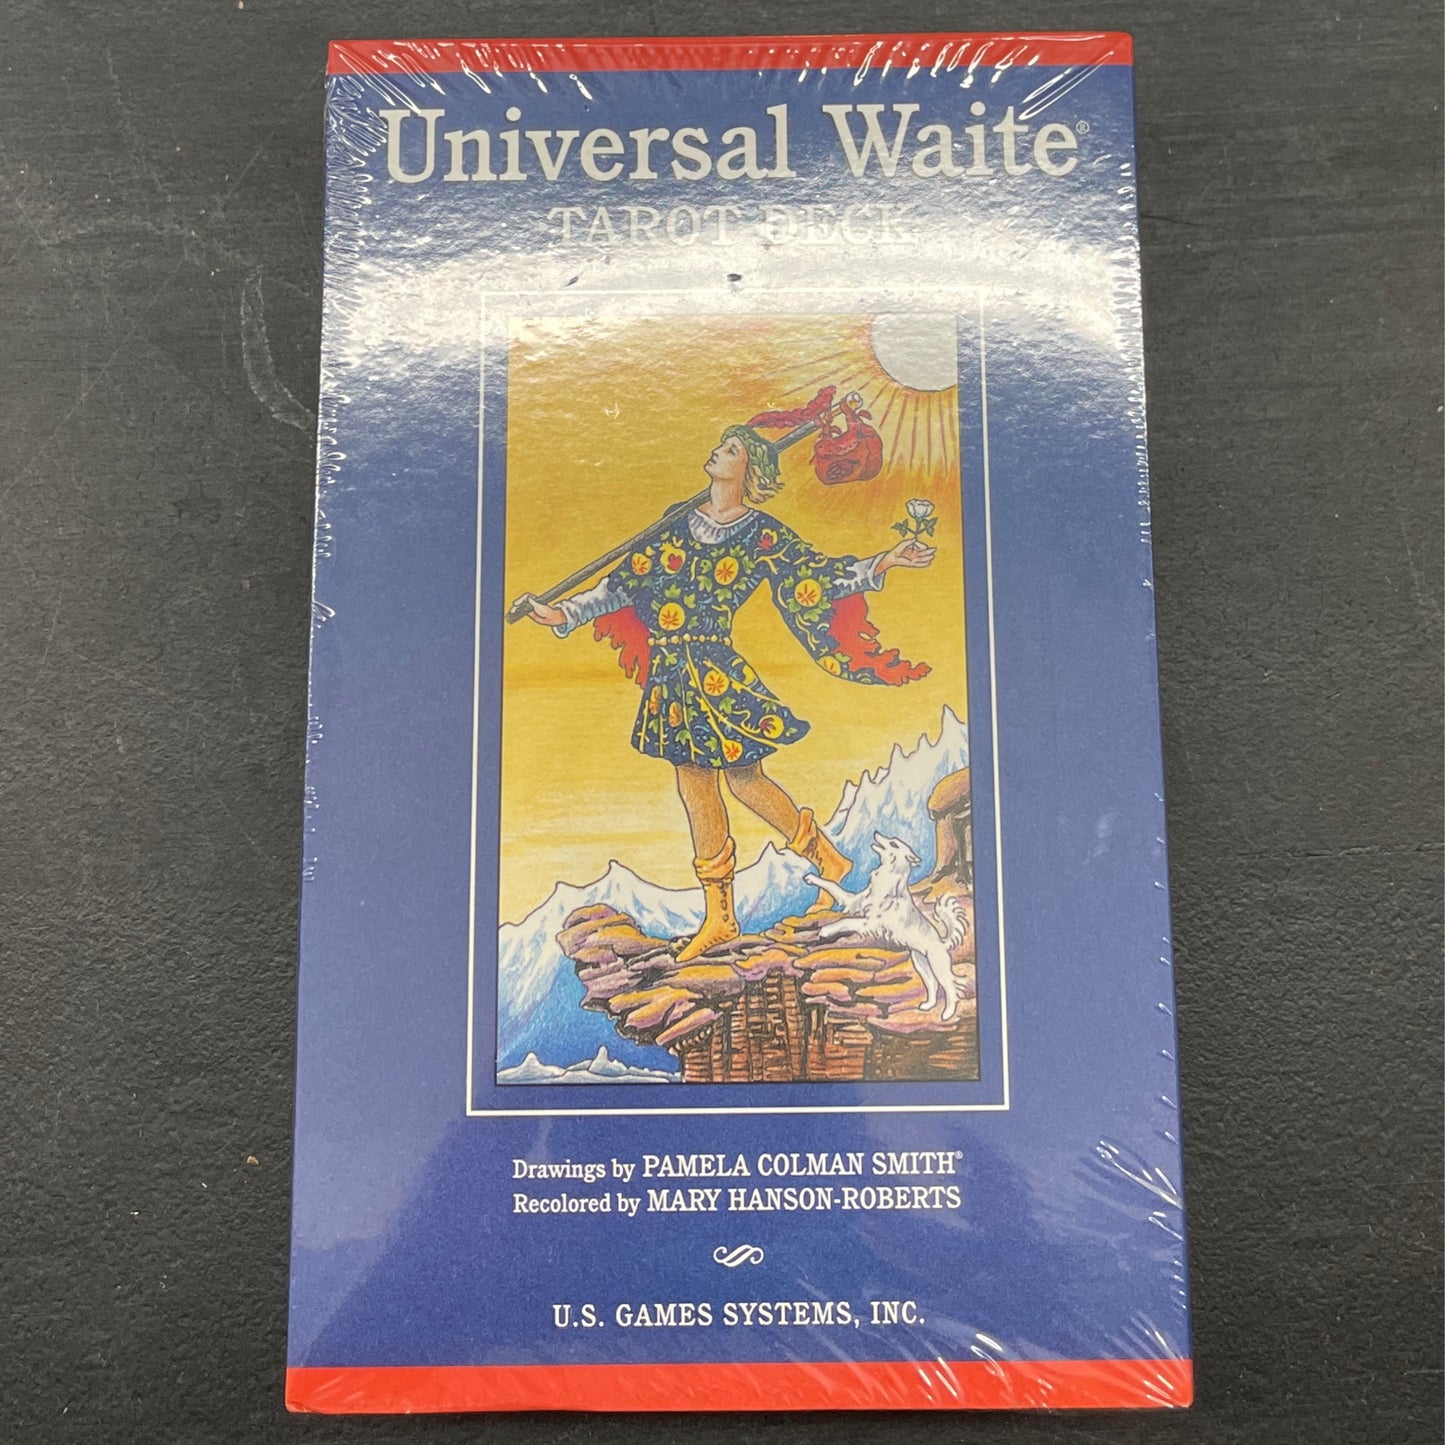 Universal Waite®
TAROT DECK
Drawings by PAMELA COLMAN SMITH®
Recolored by MARY HANSON-ROBERTS
U.S. GAMES SYSTEMS, INC.